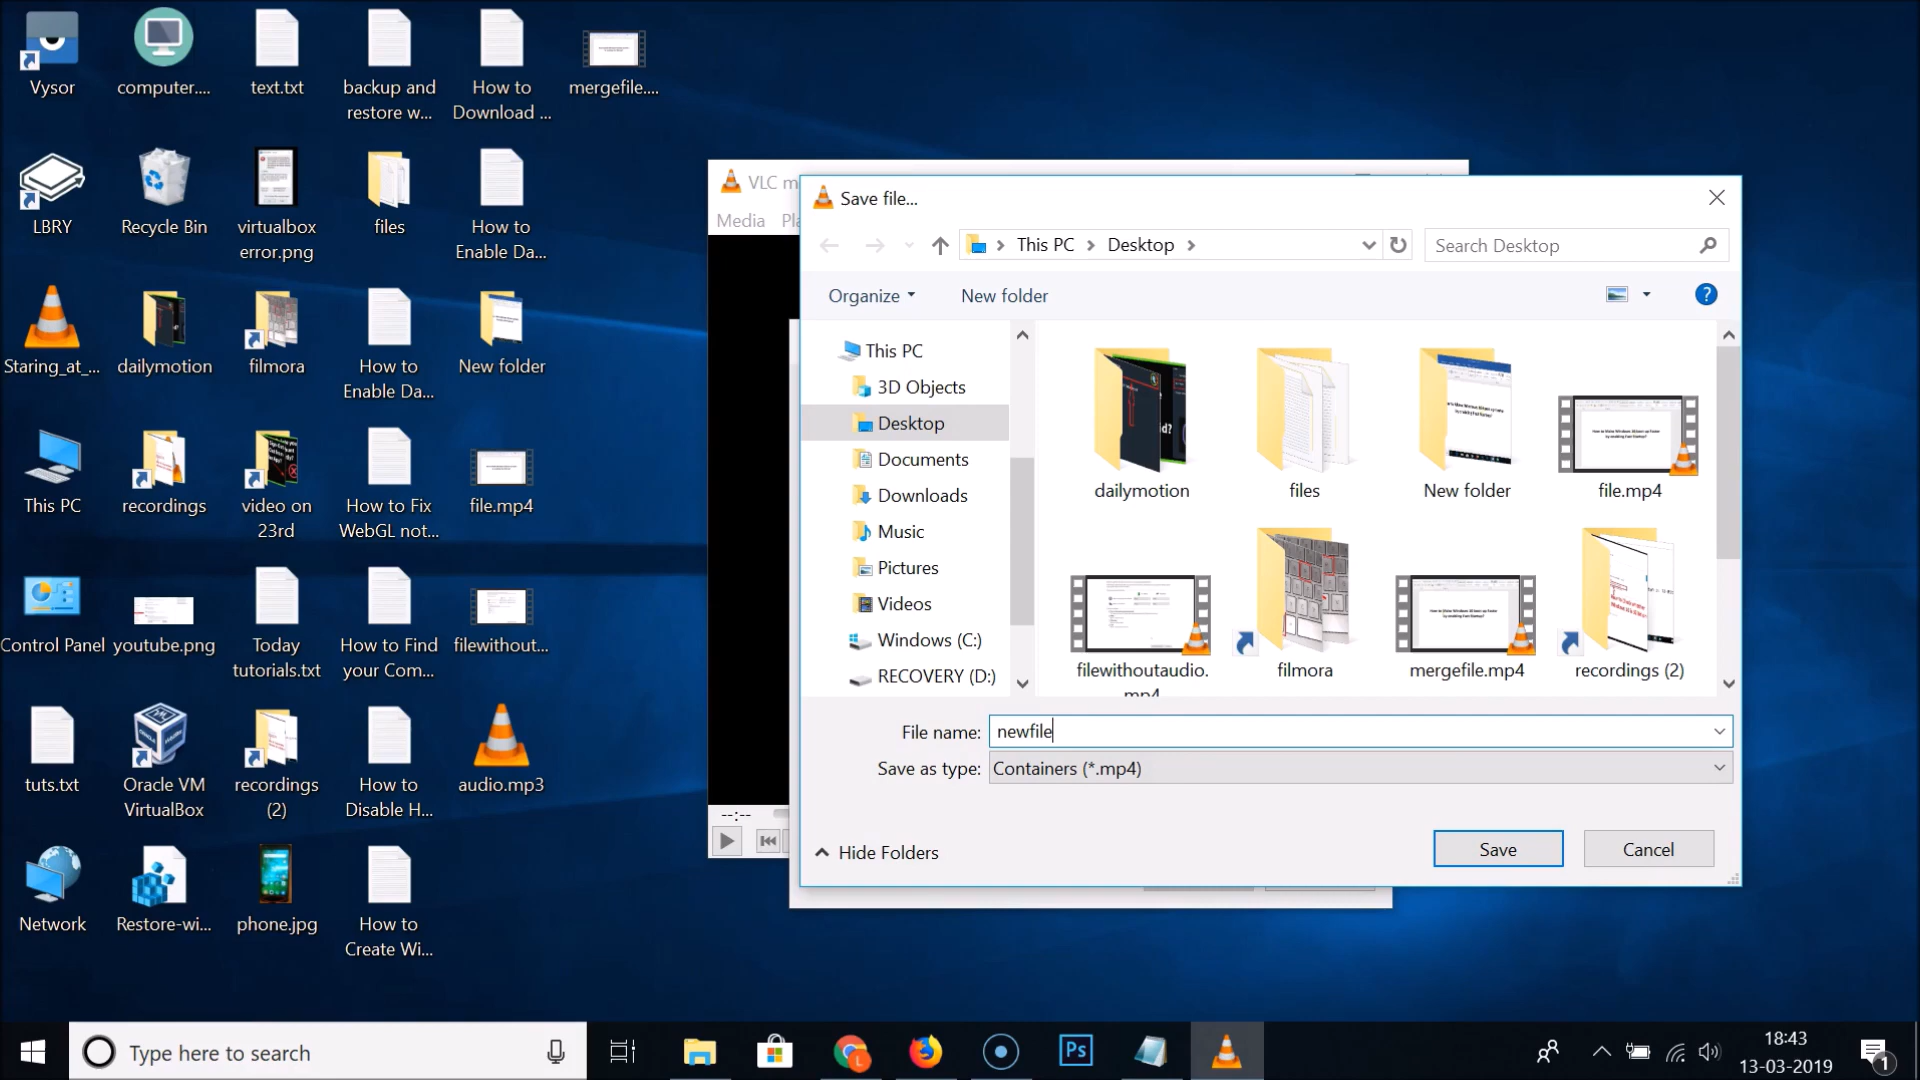 Vysor
computer....
text.txt
backup and
restore w...
How to
Download ...
mergefile....
LBRY
Recycle Bin
virtualbox
error.png
files
How to
Enable Da...
Staring_at_...
dailymotion
filmora
How to
Enable Da...
New folder
This PC
recordings
video on
23rd
How to Fix
WebGL not...
file.mp4
Control Panel
youtube.png
Today
tutorials.txt
How to Find
your Com...
filewithout...
tuts.txt
Oracle VM
VirtualBox
recordings
(2)
How to
Disable H...
audio.mp3
Network
Restore-wi...
phone.jpg
How to
Create Wi...
VLC m
Media Pla
--:--
Save file...
This PC
Desktop
Search Desktop
Organize
New folder
?
This PC
3D Objects
Desktop
Documents
Downloads
Music
Pictures
Videos
Windows (C:)
RECOVERY (D:)
dailymotion
files
New folder
file.mp4
filewithoutaudio.
mp4
filmora
mergefile.mp4
recordings (2)
File name: newfile
Save as type: Containers (*.mp4)
Hide Folders
Save
Cancel
Type here to search
L
Ps
18:43
13-03-2019
1